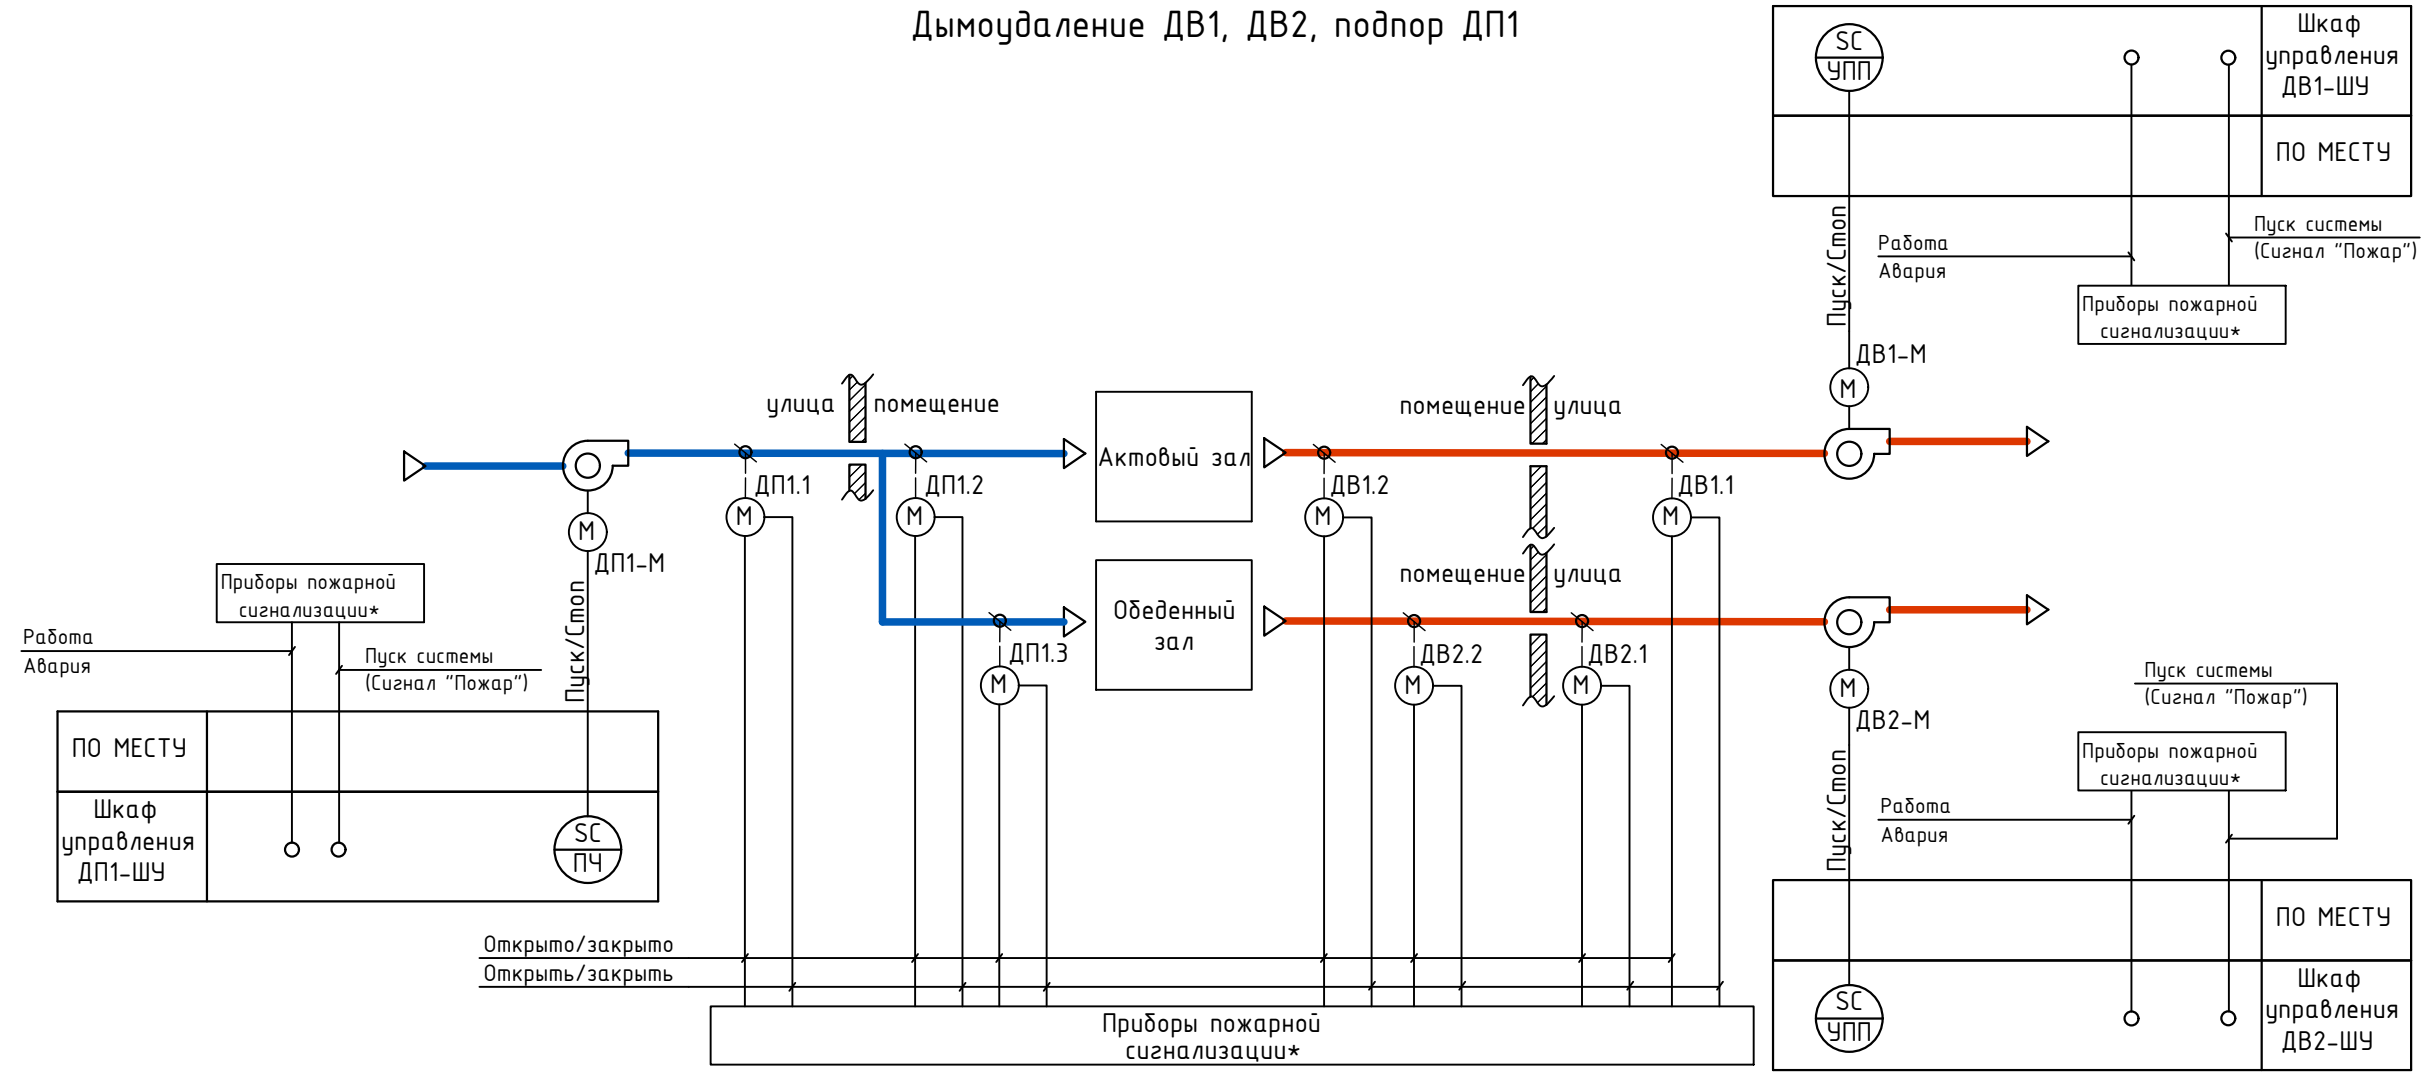 Дымоудаление ДВ1, ДВ2, подпор ДП1
SC
УПП
Шкаф
управления
ДВ1-ШУ
ПО МЕСТУ
Пуск/Стоп
Работа
Авария
Пуск системы
(Сигнал "Пожар")
Приборы пожарной
сигнализации*
ДВ1-М
М
улица
помещение
помещение
улица
Актовый зал
ДП1.1
М
ДП1.2
М
ДВ1.2
М
ДВ1.1
М
М
ДП1-М
Пуск/Стоп
Приборы пожарной
сигнализации*
Работа
Авария
Пуск системы
(Сигнал "Пожар")
помещение
улица
Обеденный
зал
ДП1.3
М
ДВ2.2
М
ДВ2.1
М
М
ДВ2-М
Пуск/Стоп
Пуск системы
(Сигнал "Пожар")
Приборы пожарной
сигнализации*
Работа
Авария
ПО МЕСТУ
Шкаф
управления
ДП1-ШУ
SC
ПЧ
Открыто/закрыто
Открыть/закрыть
Приборы пожарной
сигнализации*
ПО МЕСТУ
SC
УПП
Шкаф
управления
ДВ2-ШУ